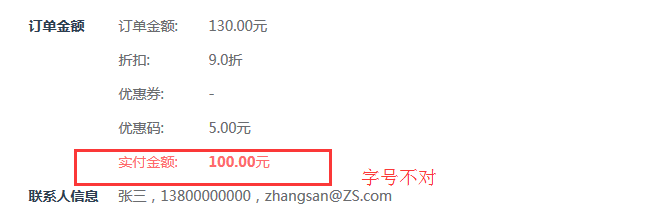 订单金额 订单金额: 130.00元
折扣: 9.0折
优惠券: -
优惠码: 5.00元
实付金额: 100.00元
字号不对
联系人信息 张三，13800000000，zhangsan@ZS.com